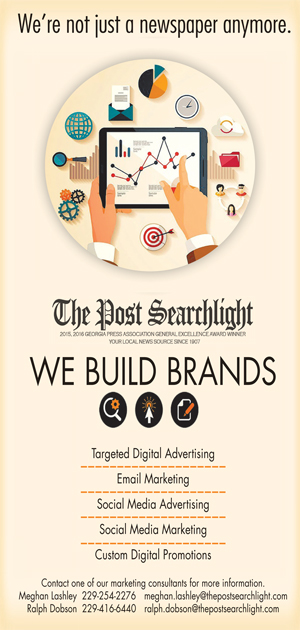 We're not just a newspaper anymore.
The Post Searchlight
2015, 2016 GEORGIA PRESS ASSOCIATION GENERAL EXCELLENCE AWARD WINNER
YOUR LOCAL NEWS SOURCE SINCE 1907
WE BUILD BRANDS
Targeted Digital Advertising
Email Marketing
Social Media Advertising
Social Media Marketing
Custom Digital Promotions
Contact one of our marketing consultants for more information.
Meghan Lashley 229-254-2276 meghan.lashley@thepostsearchlight.com
Ralph Dobson 229-416-6440 ralph.dobson@thepostsearchlight.com